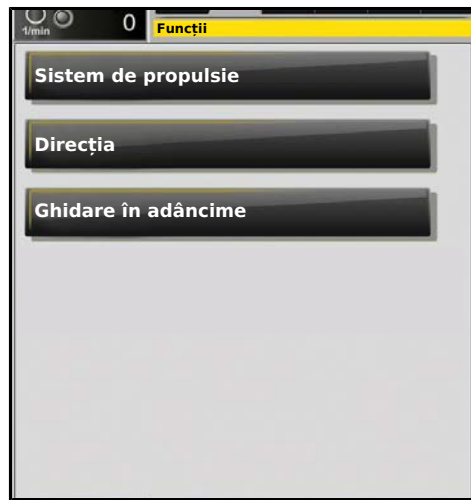 1/min
0
Funcții
Sistem de propulsie
Direcția
Ghidare în adâncime